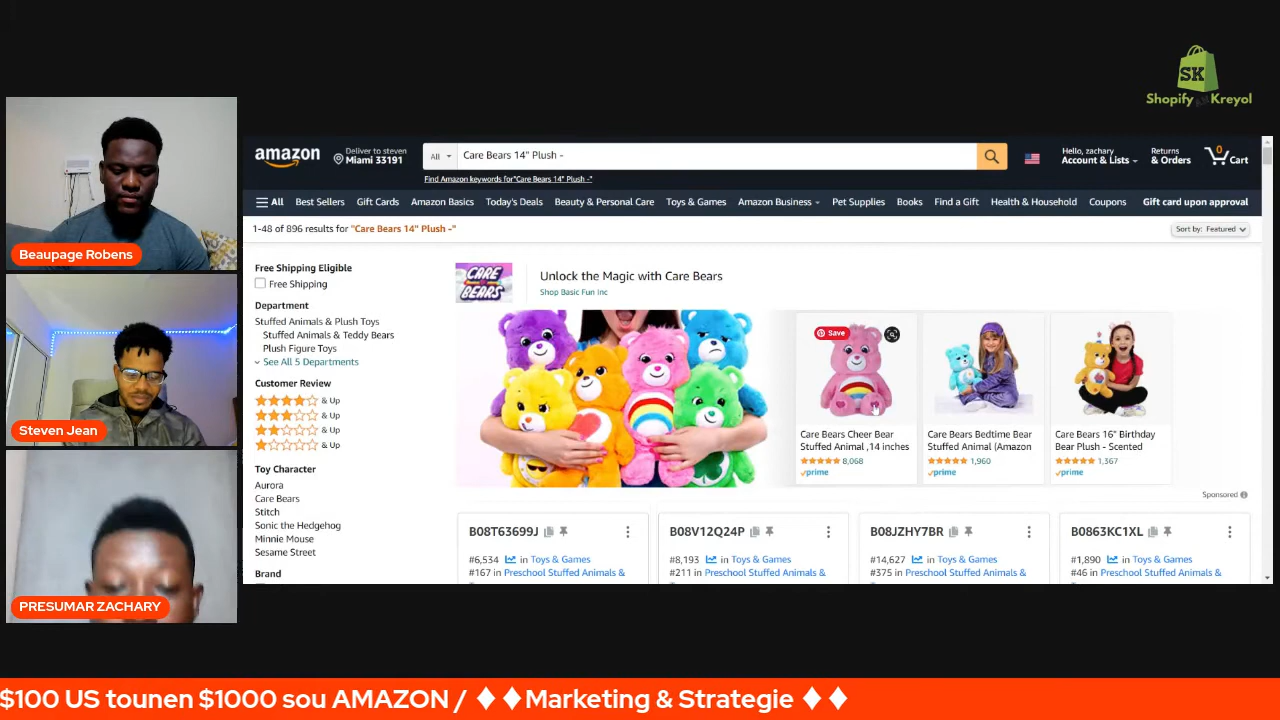 SK
Shopify an Kreyol
Beaupage Robens
Steven Jean
PRESUMAR ZACHARY
amazon
Deliver to steven
Miami 33191
All
Care Bears 14" Plush -
Find Amazon keywords for"Care Bears 14" Plush -"
Hello, zachary
Account & Lists
Returns
& Orders
0
Cart
All
Best Sellers
Gift Cards
Amazon Basics
Today's Deals
Beauty & Personal Care
Toys & Games
Amazon Business
Pet Supplies
Books
Find a Gift
Health & Household
Coupons
Gift card upon approval
1-48 of 896 results for "Care Bears 14" Plush -"
Sort by: Featured
Free Shipping Eligible
Free Shipping
Department
Stuffed Animals & Plush Toys
Stuffed Animals & Teddy Bears
Plush Figure Toys
See All 5 Departments
Customer Review
& Up
& Up
& Up
& Up
Toy Character
Aurora
Care Bears
Stitch
Sonic the Hedgehog
Minnie Mouse
Sesame Street
Brand
CARE
BEARS
Unlock the Magic with Care Bears
Shop Basic Fun Inc
Save
Care Bears Cheer Bear
Stuffed Animal ,14 inches
8,068
prime
Care Bears Bedtime Bear
Stuffed Animal (Amazon
1,960
prime
Care Bears 16" Birthday
Bear Plush - Scented
1,367
prime
Sponsored
B08T63699J
#6,534 in Toys & Games
#167 in Preschool Stuffed Animals &
B08V12Q24P
#8,193 in Toys & Games
#211 in Preschool Stuffed Animals &
B08JZHY7BR
#14,627 in Toys & Games
#375 in Preschool Stuffed Animals &
B0863KC1XL
#1,890 in Toys & Games
#46 in Preschool Stuffed Animals &
$100 US tounen $1000 sou AMAZON / ♦♦Marketing & Strategie ♦♦